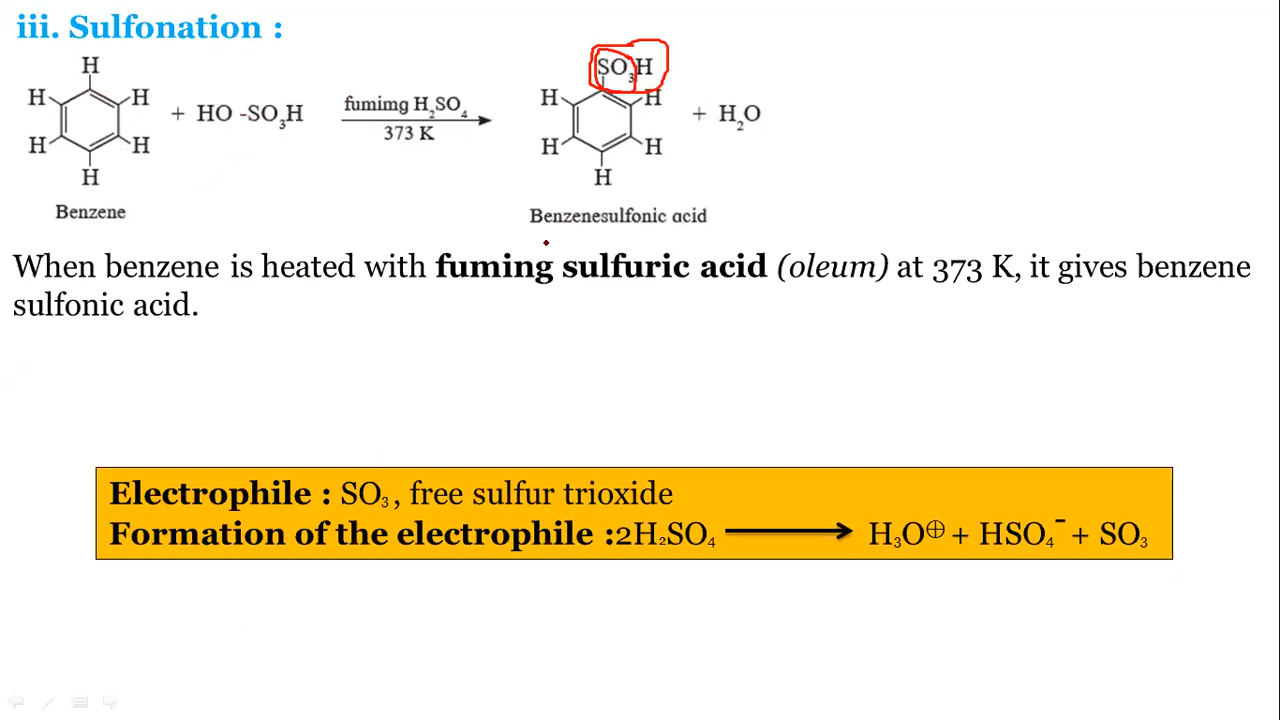 iii. Sulfonation :
H
H
H
H
H
H
+ HO -SO₃H
fumimg H₂SO₄
373 K
SO₃H
H
H
H
H
H
+ H₂O
Benzene
Benzenesulfonic acid
When benzene is heated with fuming sulfuric acid (oleum) at 373 K, it gives benzene
sulfonic acid.
Electrophile : SO₃ , free sulfur trioxide
Formation of the electrophile :2H₂SO₄ ⟶ H₃O⊕ + HSO₄⁻ + SO₃